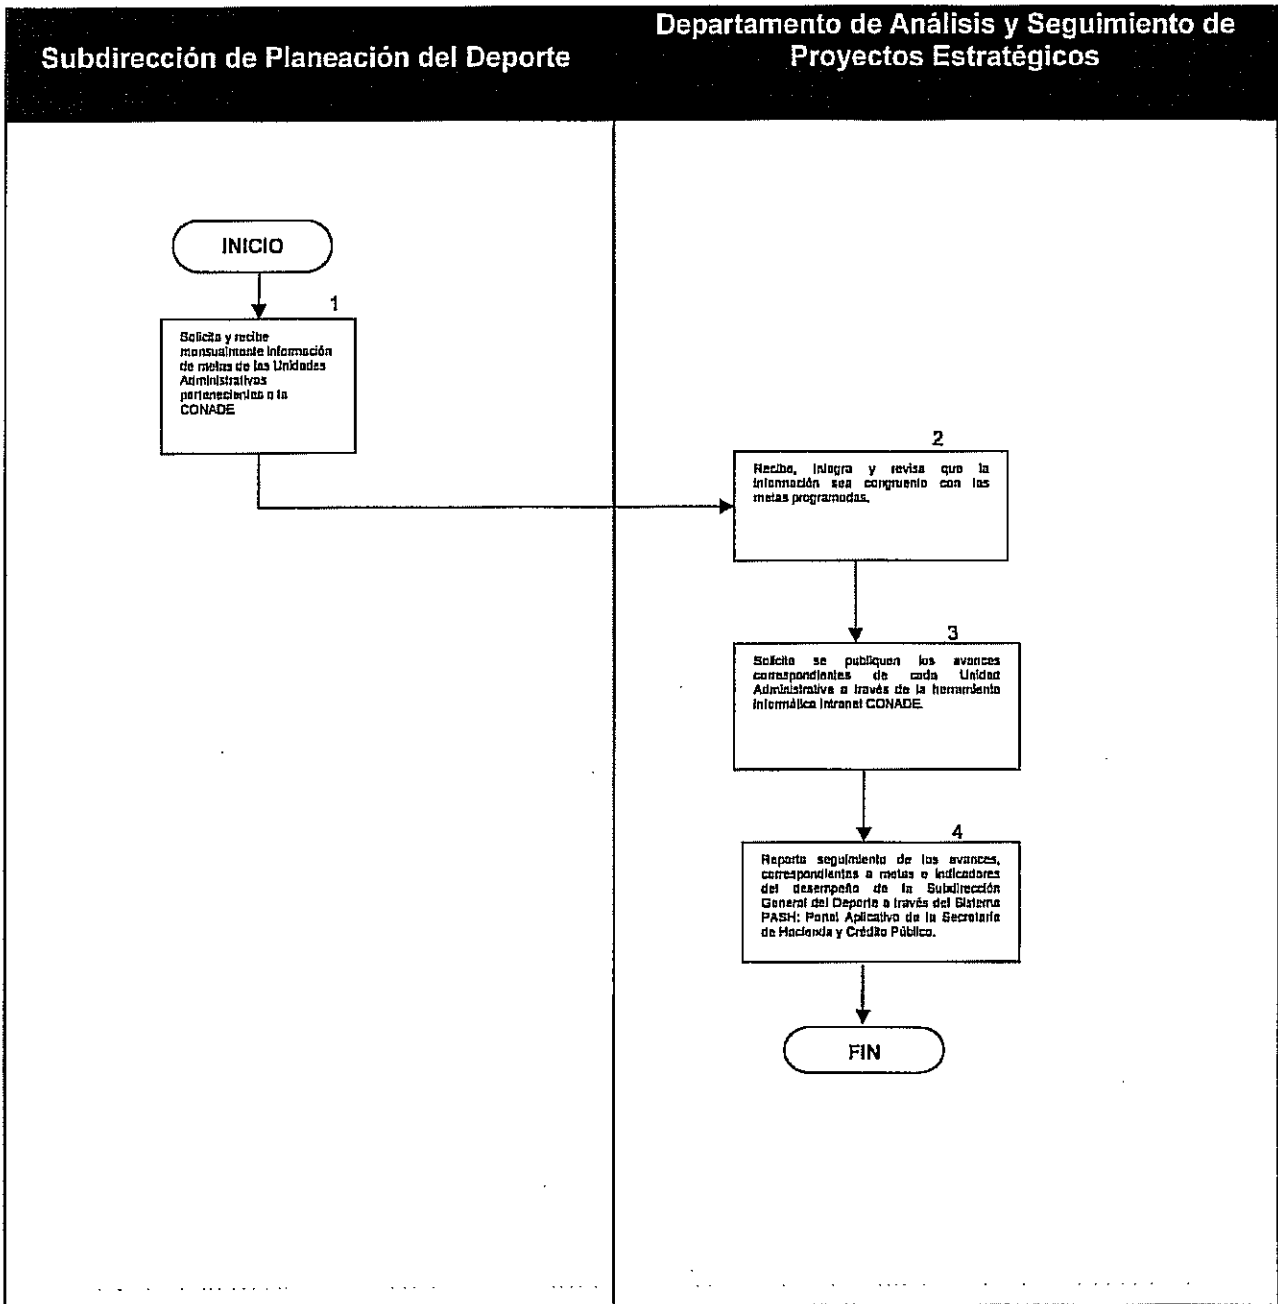 Subdirección de Planeación del Deporte
Departamento de Análisis y Seguimiento de
Proyectos Estratégicos
INICIO
1
Solicita y recibe
mensualmente información
de metas de las Unidades
Administrativas
pertenecientes a la
CONADE
2
Recibe, integra y revisa que la
información sea congruente con las
metas programadas.
3
Solicita se publiquen los avances
correspondientes de cada Unidad
Administrativa a través de la herramienta
informática Intranet CONADE.
4
Reporta seguimiento de los avances,
correspondientes a metas e indicadores
del desempeño de la Subdirección
General del Deporte a través del Sistema
PASH: Portal Aplicativo de la Secretaría
de Hacienda y Crédito Público.
FIN